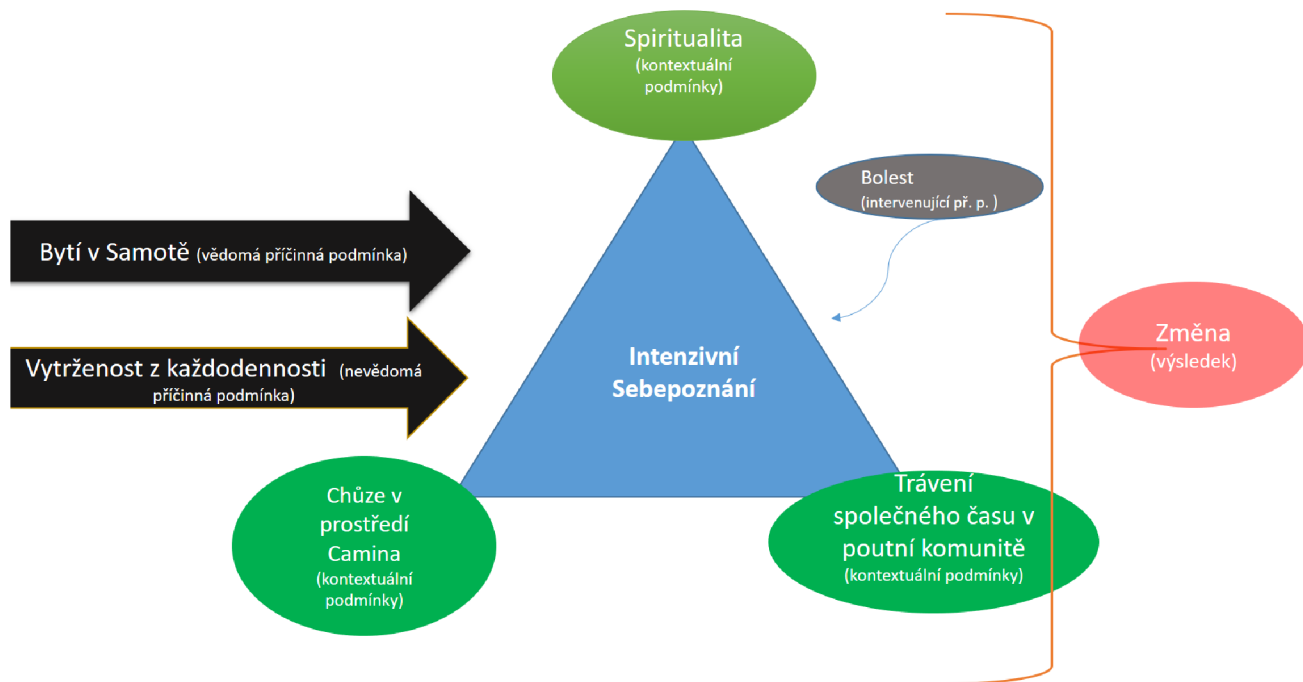 Spiritualita
(kontextuální
podmínky)
Bolest
(intervenující př. p. )
Bytí v Samotě (vědomá příčinná podmínka)
Vytrženost z každodennosti (nevědomá
příčinná podmínka)
Intenzivní
Sebepoznání
Změna
(výsledek)
Chůze v
prostředí
Camina
(kontextuální
podmínky)
Trávení
společného času v
poutní komunitě
(kontextuální podmínky)